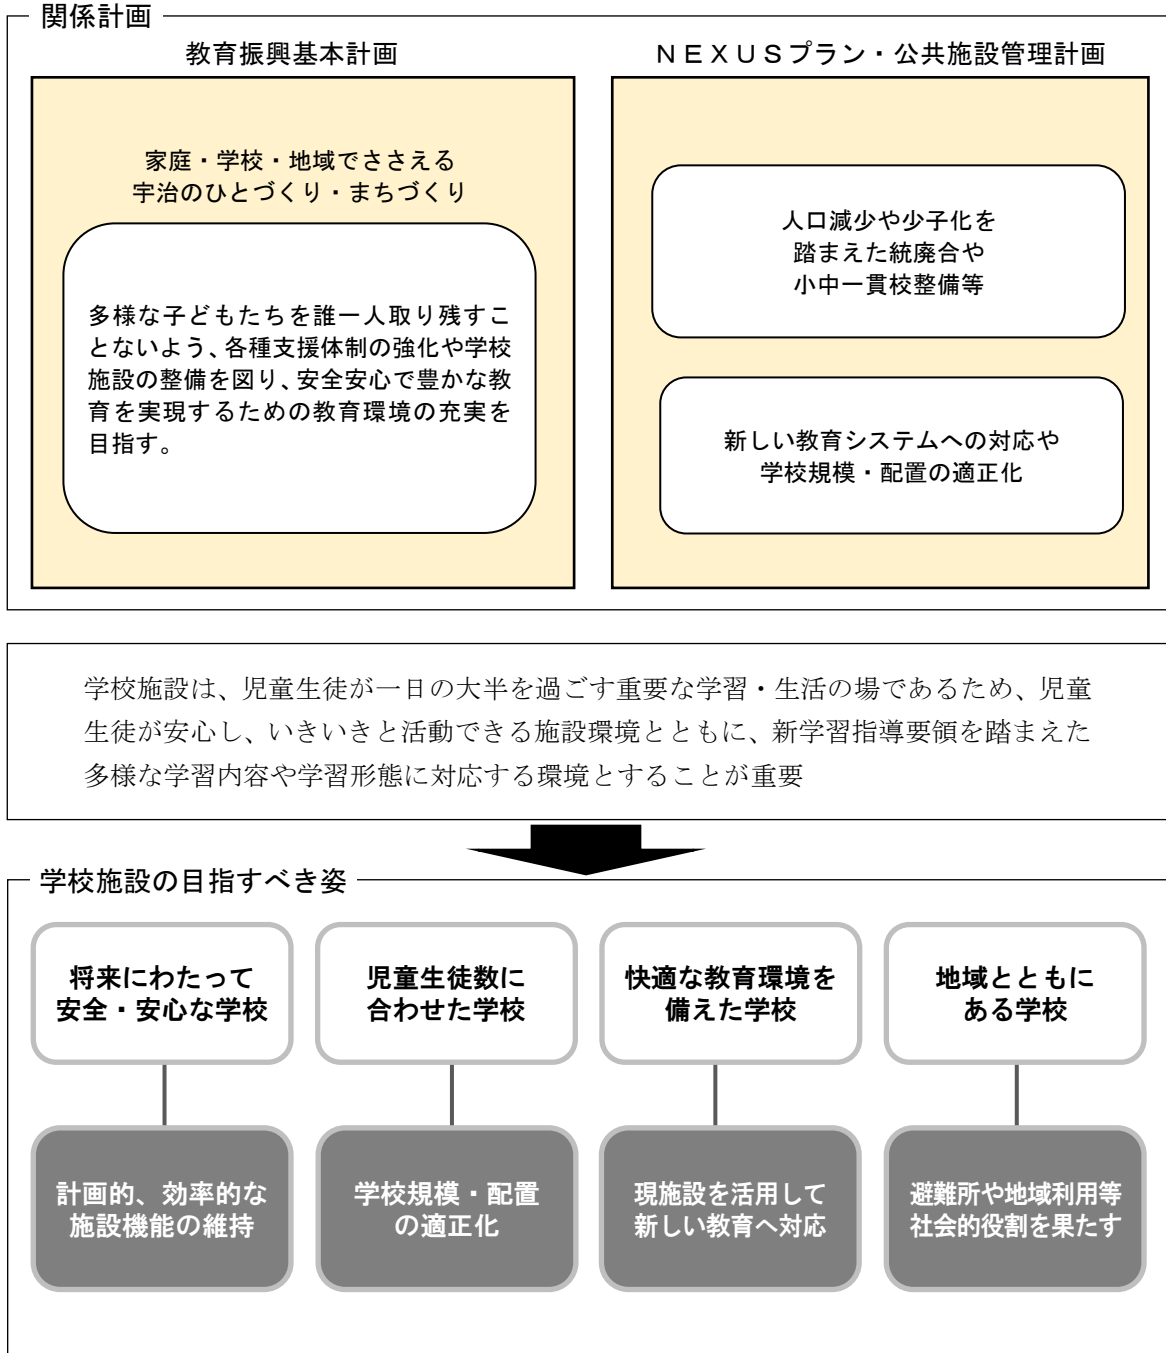 関係計画
教育振興基本計画
家庭・学校・地域でささえる
宇治のひとづくり・まちづくり
多様な子どもたちを誰一人取り残すこ
とないよう、各種支援体制の強化や学校
施設の整備を図り、安全安心で豊かな教
育を実現するための教育環境の充実を
目指す。
ＮＥＸＵＳプラン・公共施設管理計画
人口減少や少子化を
踏まえた統廃合や
小中一貫校整備等
新しい教育システムへの対応や
学校規模・配置の適正化
学校施設は、児童生徒が一日の大半を過ごす重要な学習・生活の場であるため、児童
生徒が安心し、いきいきと活動できる施設環境とともに、新学習指導要領を踏まえた
多様な学習内容や学習形態に対応する環境とすることが重要
学校施設の目指すべき姿
将来にわたって
安全・安心な学校
児童生徒数に
合わせた学校
快適な教育環境を
備えた学校
地域とともに
ある学校
計画的、効率的な
施設機能の維持
学校規模・配置
の適正化
現施設を活用して
新しい教育へ対応
避難所や地域利用等
社会的役割を果たす